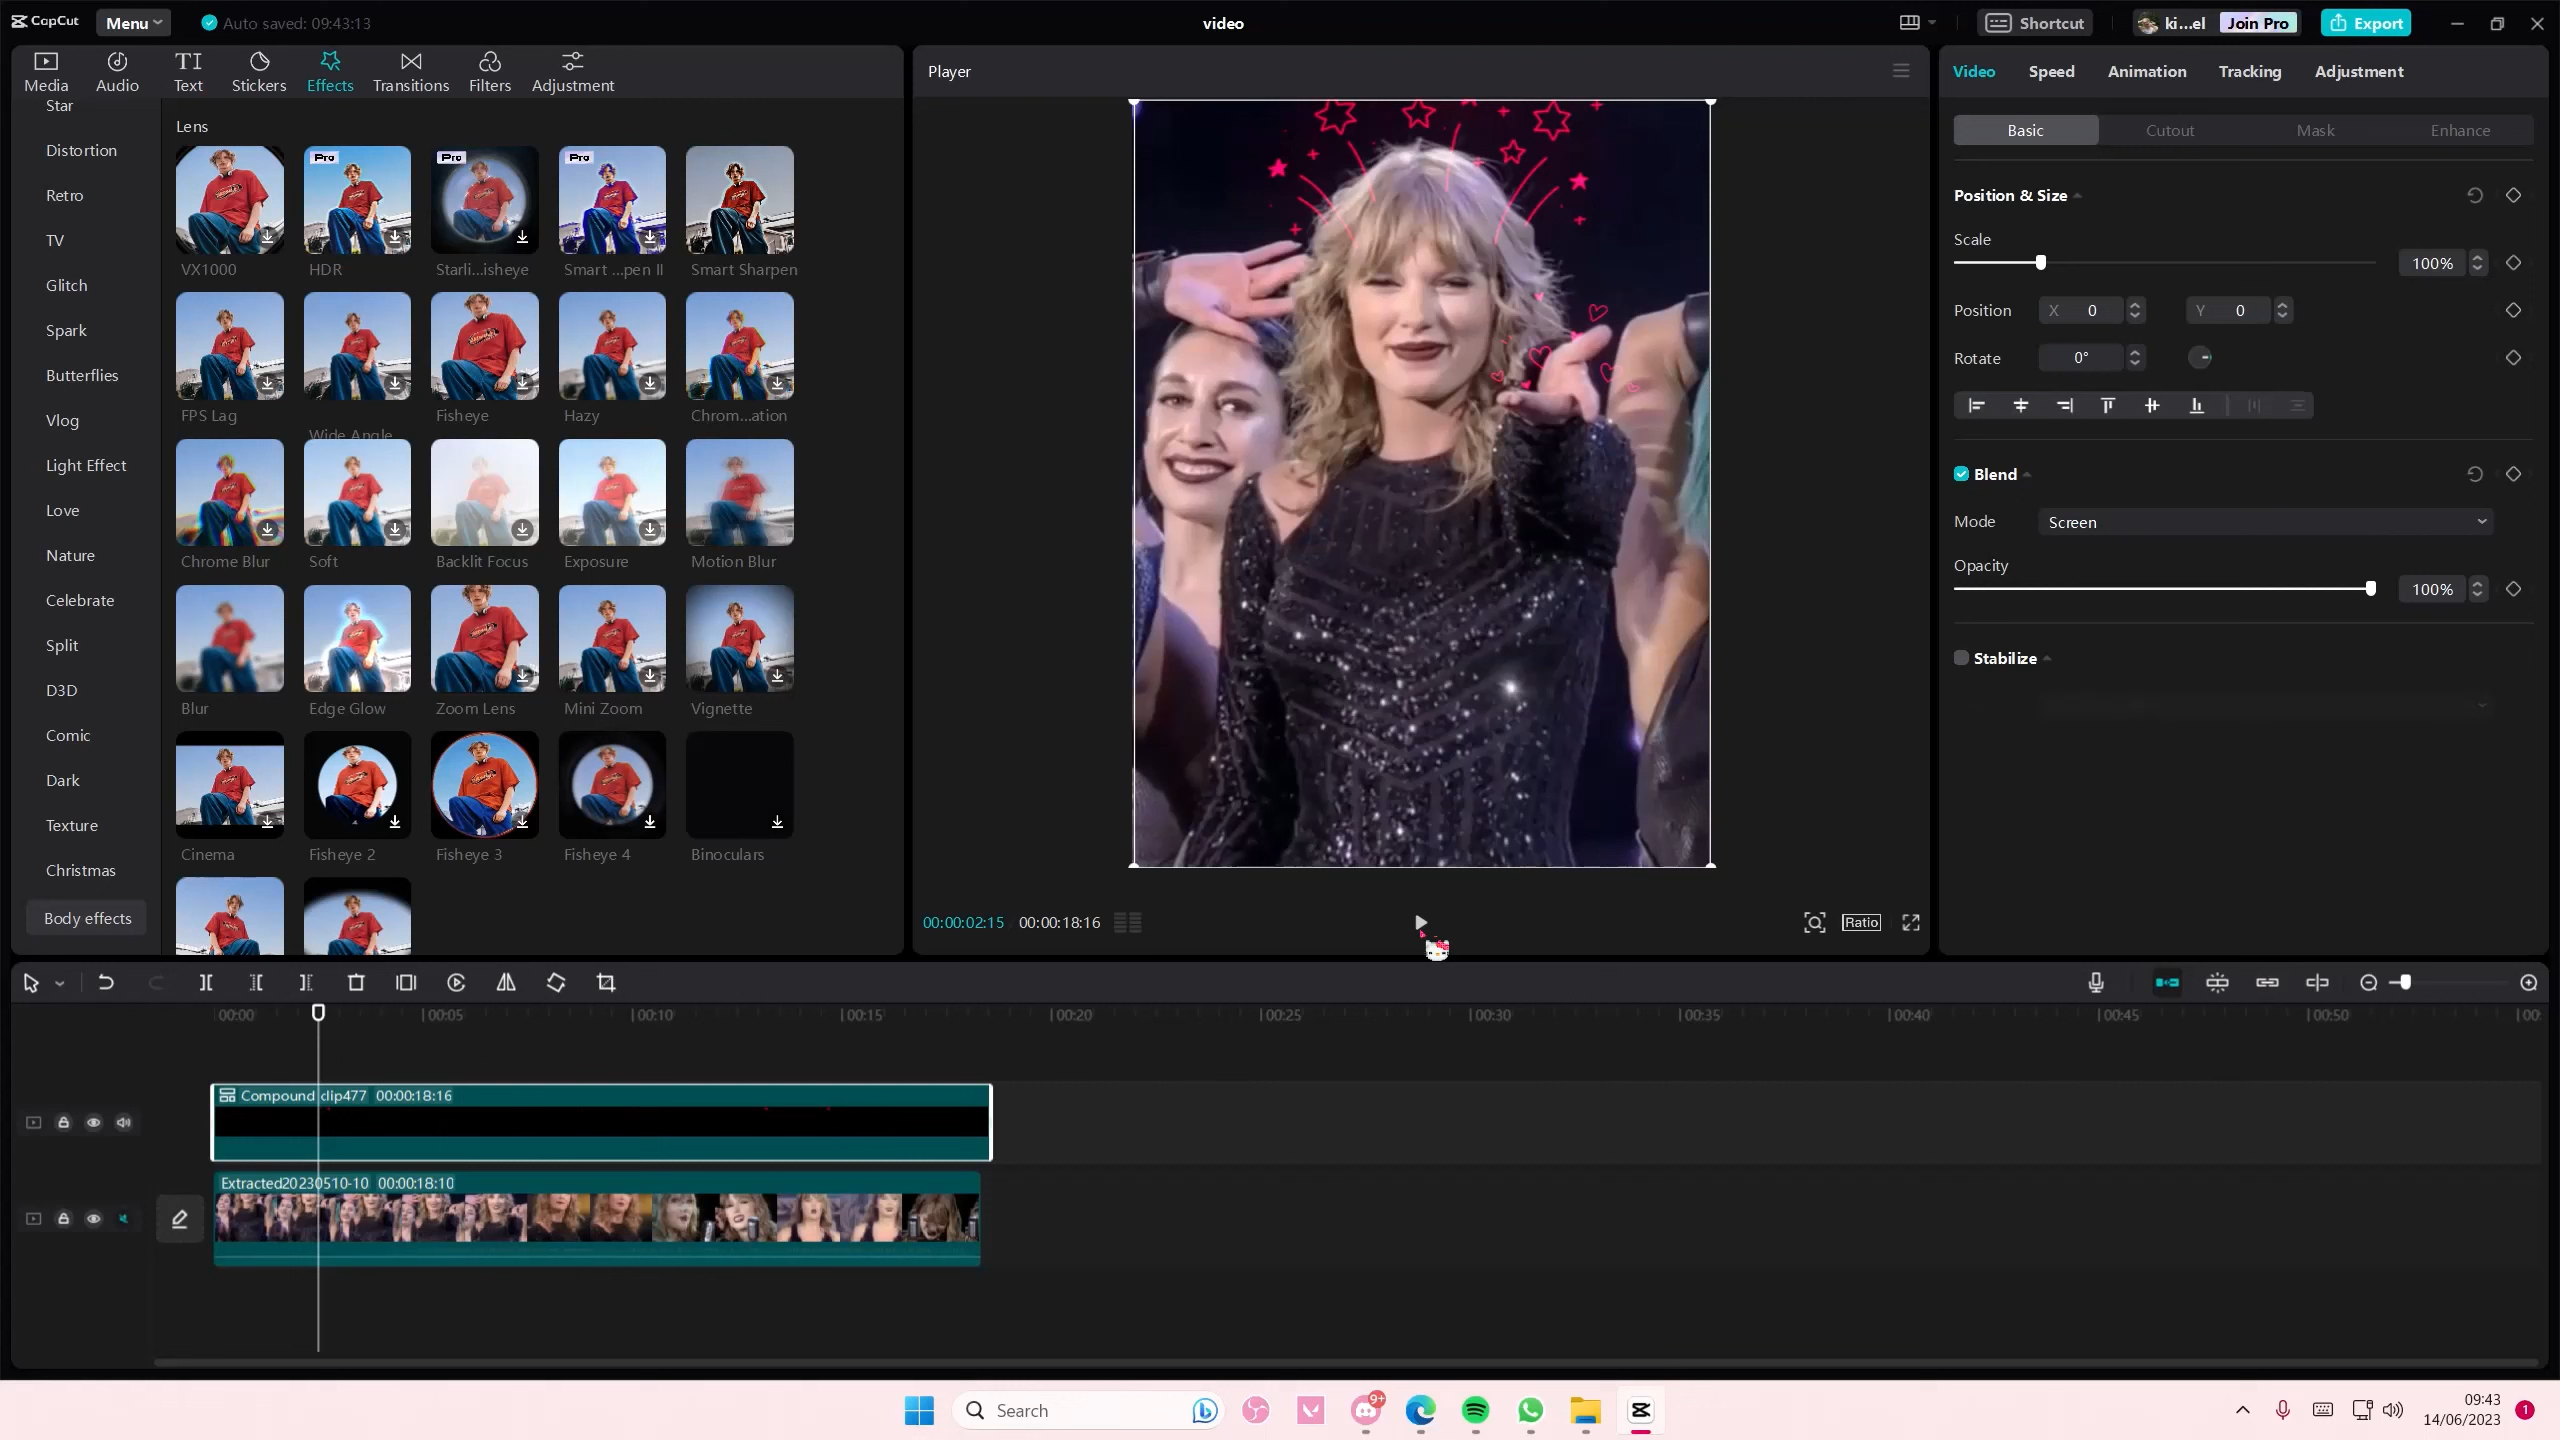 CapCut Menu Auto saved: 09:43:13 video Shortcut ki...el Join Pro Export
Media Audio Text Stickers Effects Transitions Filters Adjustment
Star
Distortion
Retro
TV
Glitch
Spark
Butterflies
Vlog
Light Effect
Love
Nature
Celebrate
Split
D3D
Comic
Dark
Texture
Christmas
Body effects
Lens
Pro Pro Pro
VX1000 HDR Starli...isheye Smart ...pen II Smart Sharpen
FPS Lag Wide Angle Fisheye Hazy Chrom...ation
Chrome Blur Soft Backlit Focus Exposure Motion Blur
Blur Edge Glow Zoom Lens Mini Zoom Vignette
Cinema Fisheye 2 Fisheye 3 Fisheye 4 Binoculars
Player
00:00:02:15 00:00:18:16 Ratio
Video Speed Animation Tracking Adjustment
Basic Cutout Mask Enhance
Position & Size
Scale
100%
Position X 0 Y 0
Rotate 0°
Blend
Mode Screen
Opacity
100%
Stabilize
00:00 00:05 00:10 00:15 00:20 00:25 00:30 00:35 00:40 00:45 00:50 00:
Compound clip477 00:00:18:16
Extracted20230510-10 00:00:18:10
Search 9+ 09:43
14/06/2023 1